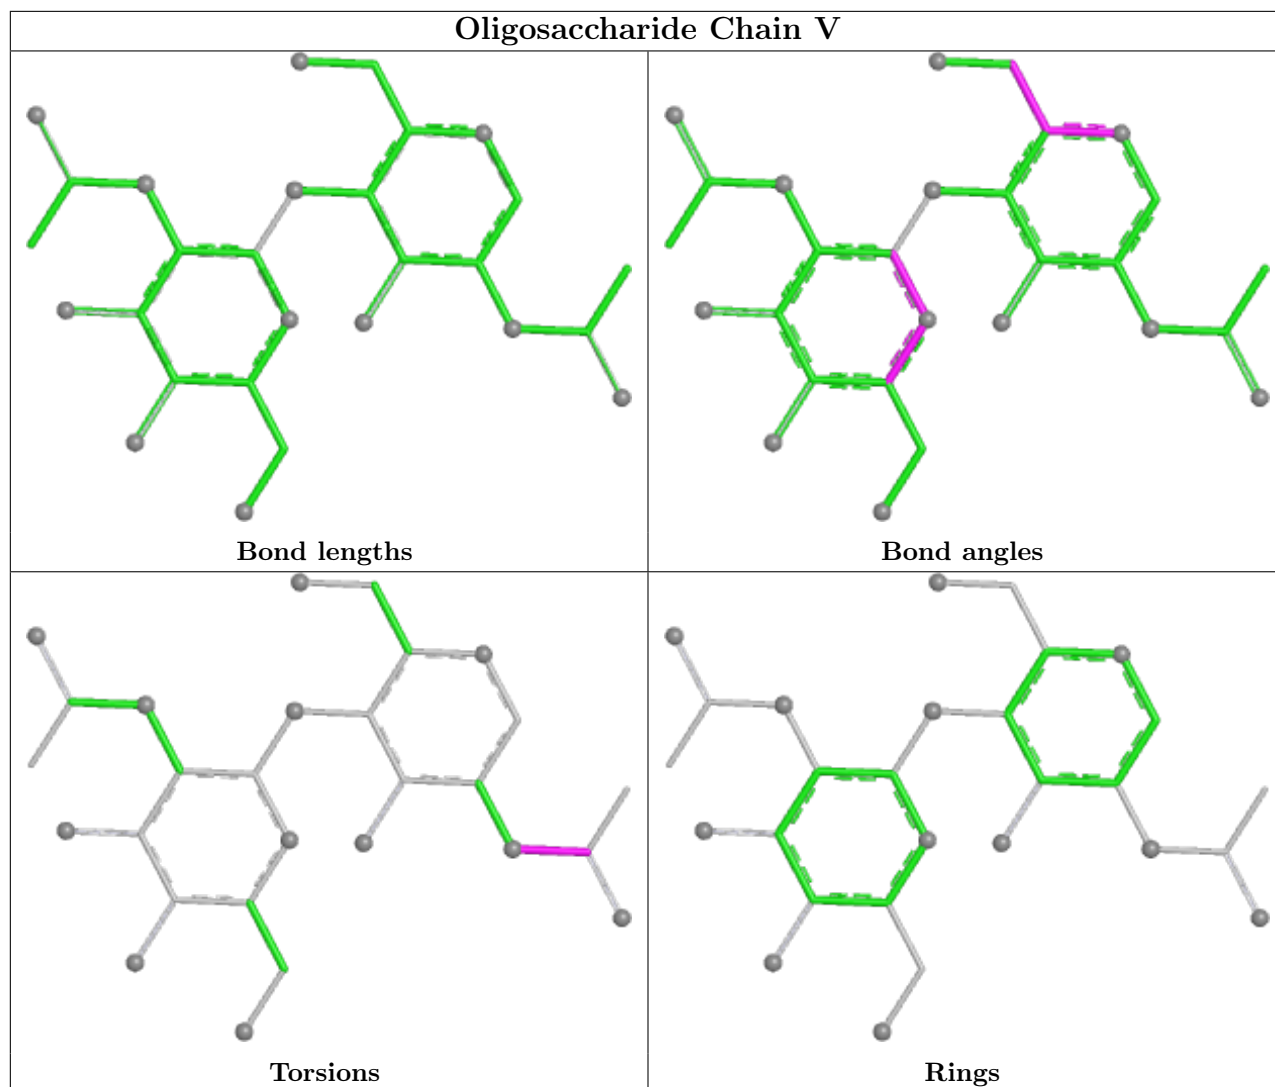 Oligosaccharide Chain V
Bond lengths
Bond angles
Torsions
Rings